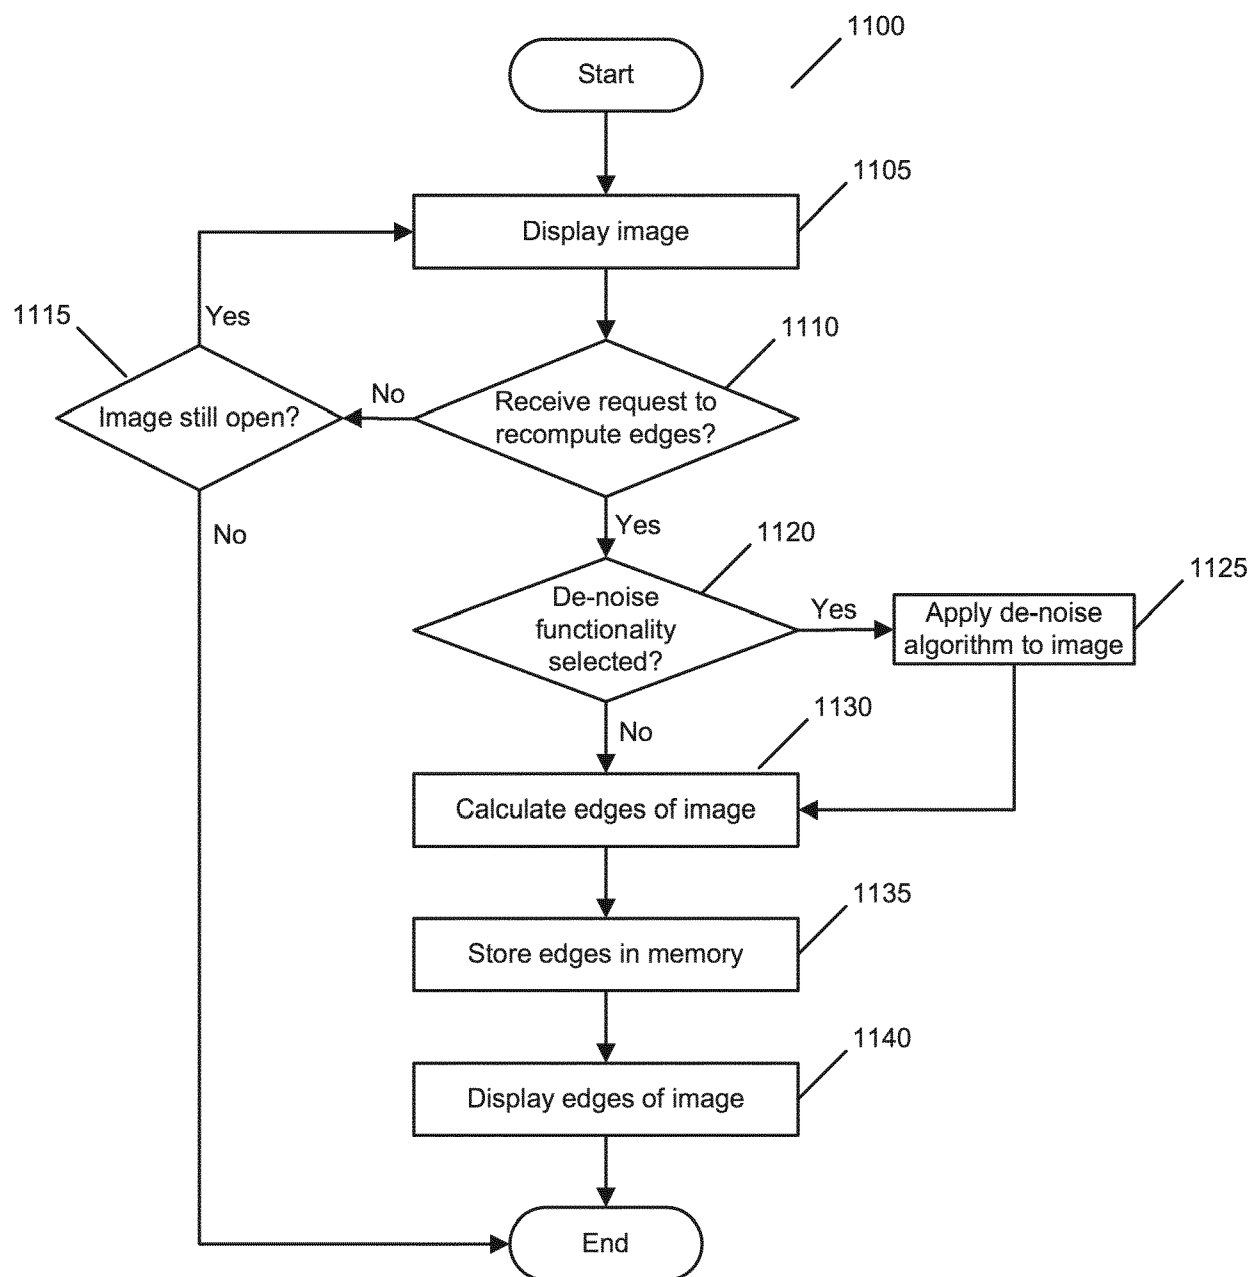 1100
Start
1105
Display image
Yes
1115
1110
No
Image still open?
Receive request to
recompute edges?
No
Yes
1120
1125
De-noise
functionality
selected?
Yes
Apply de-noise
algorithm to image
1130
No
Calculate edges of image
1135
Store edges in memory
1140
Display edges of image
End